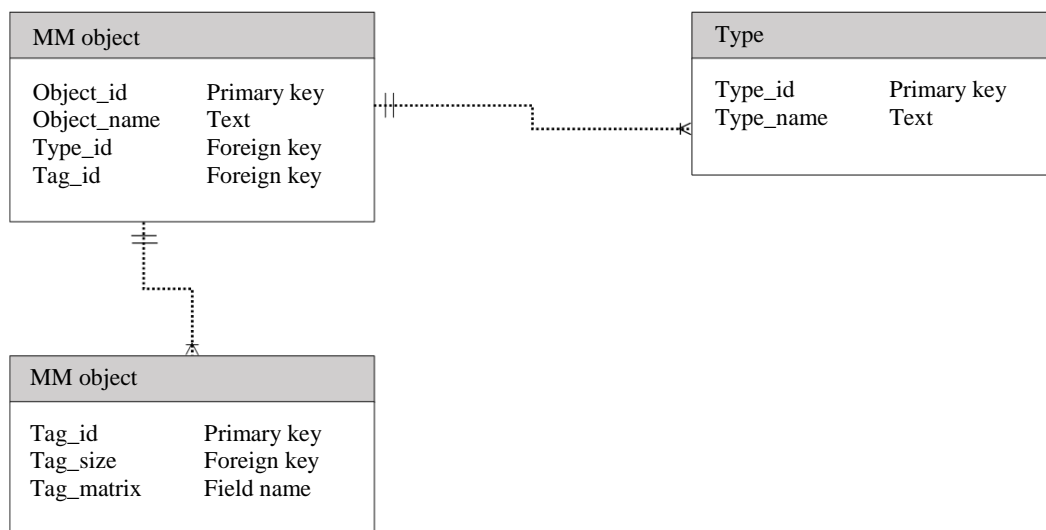 MM object
Object_id Primary key
Object_name Text
Type_id Foreign key
Tag_id Foreign key
Type
Type_id Primary key
Type_name Text
MM object
Tag_id Primary key
Tag_size Foreign key
Tag_matrix Field name